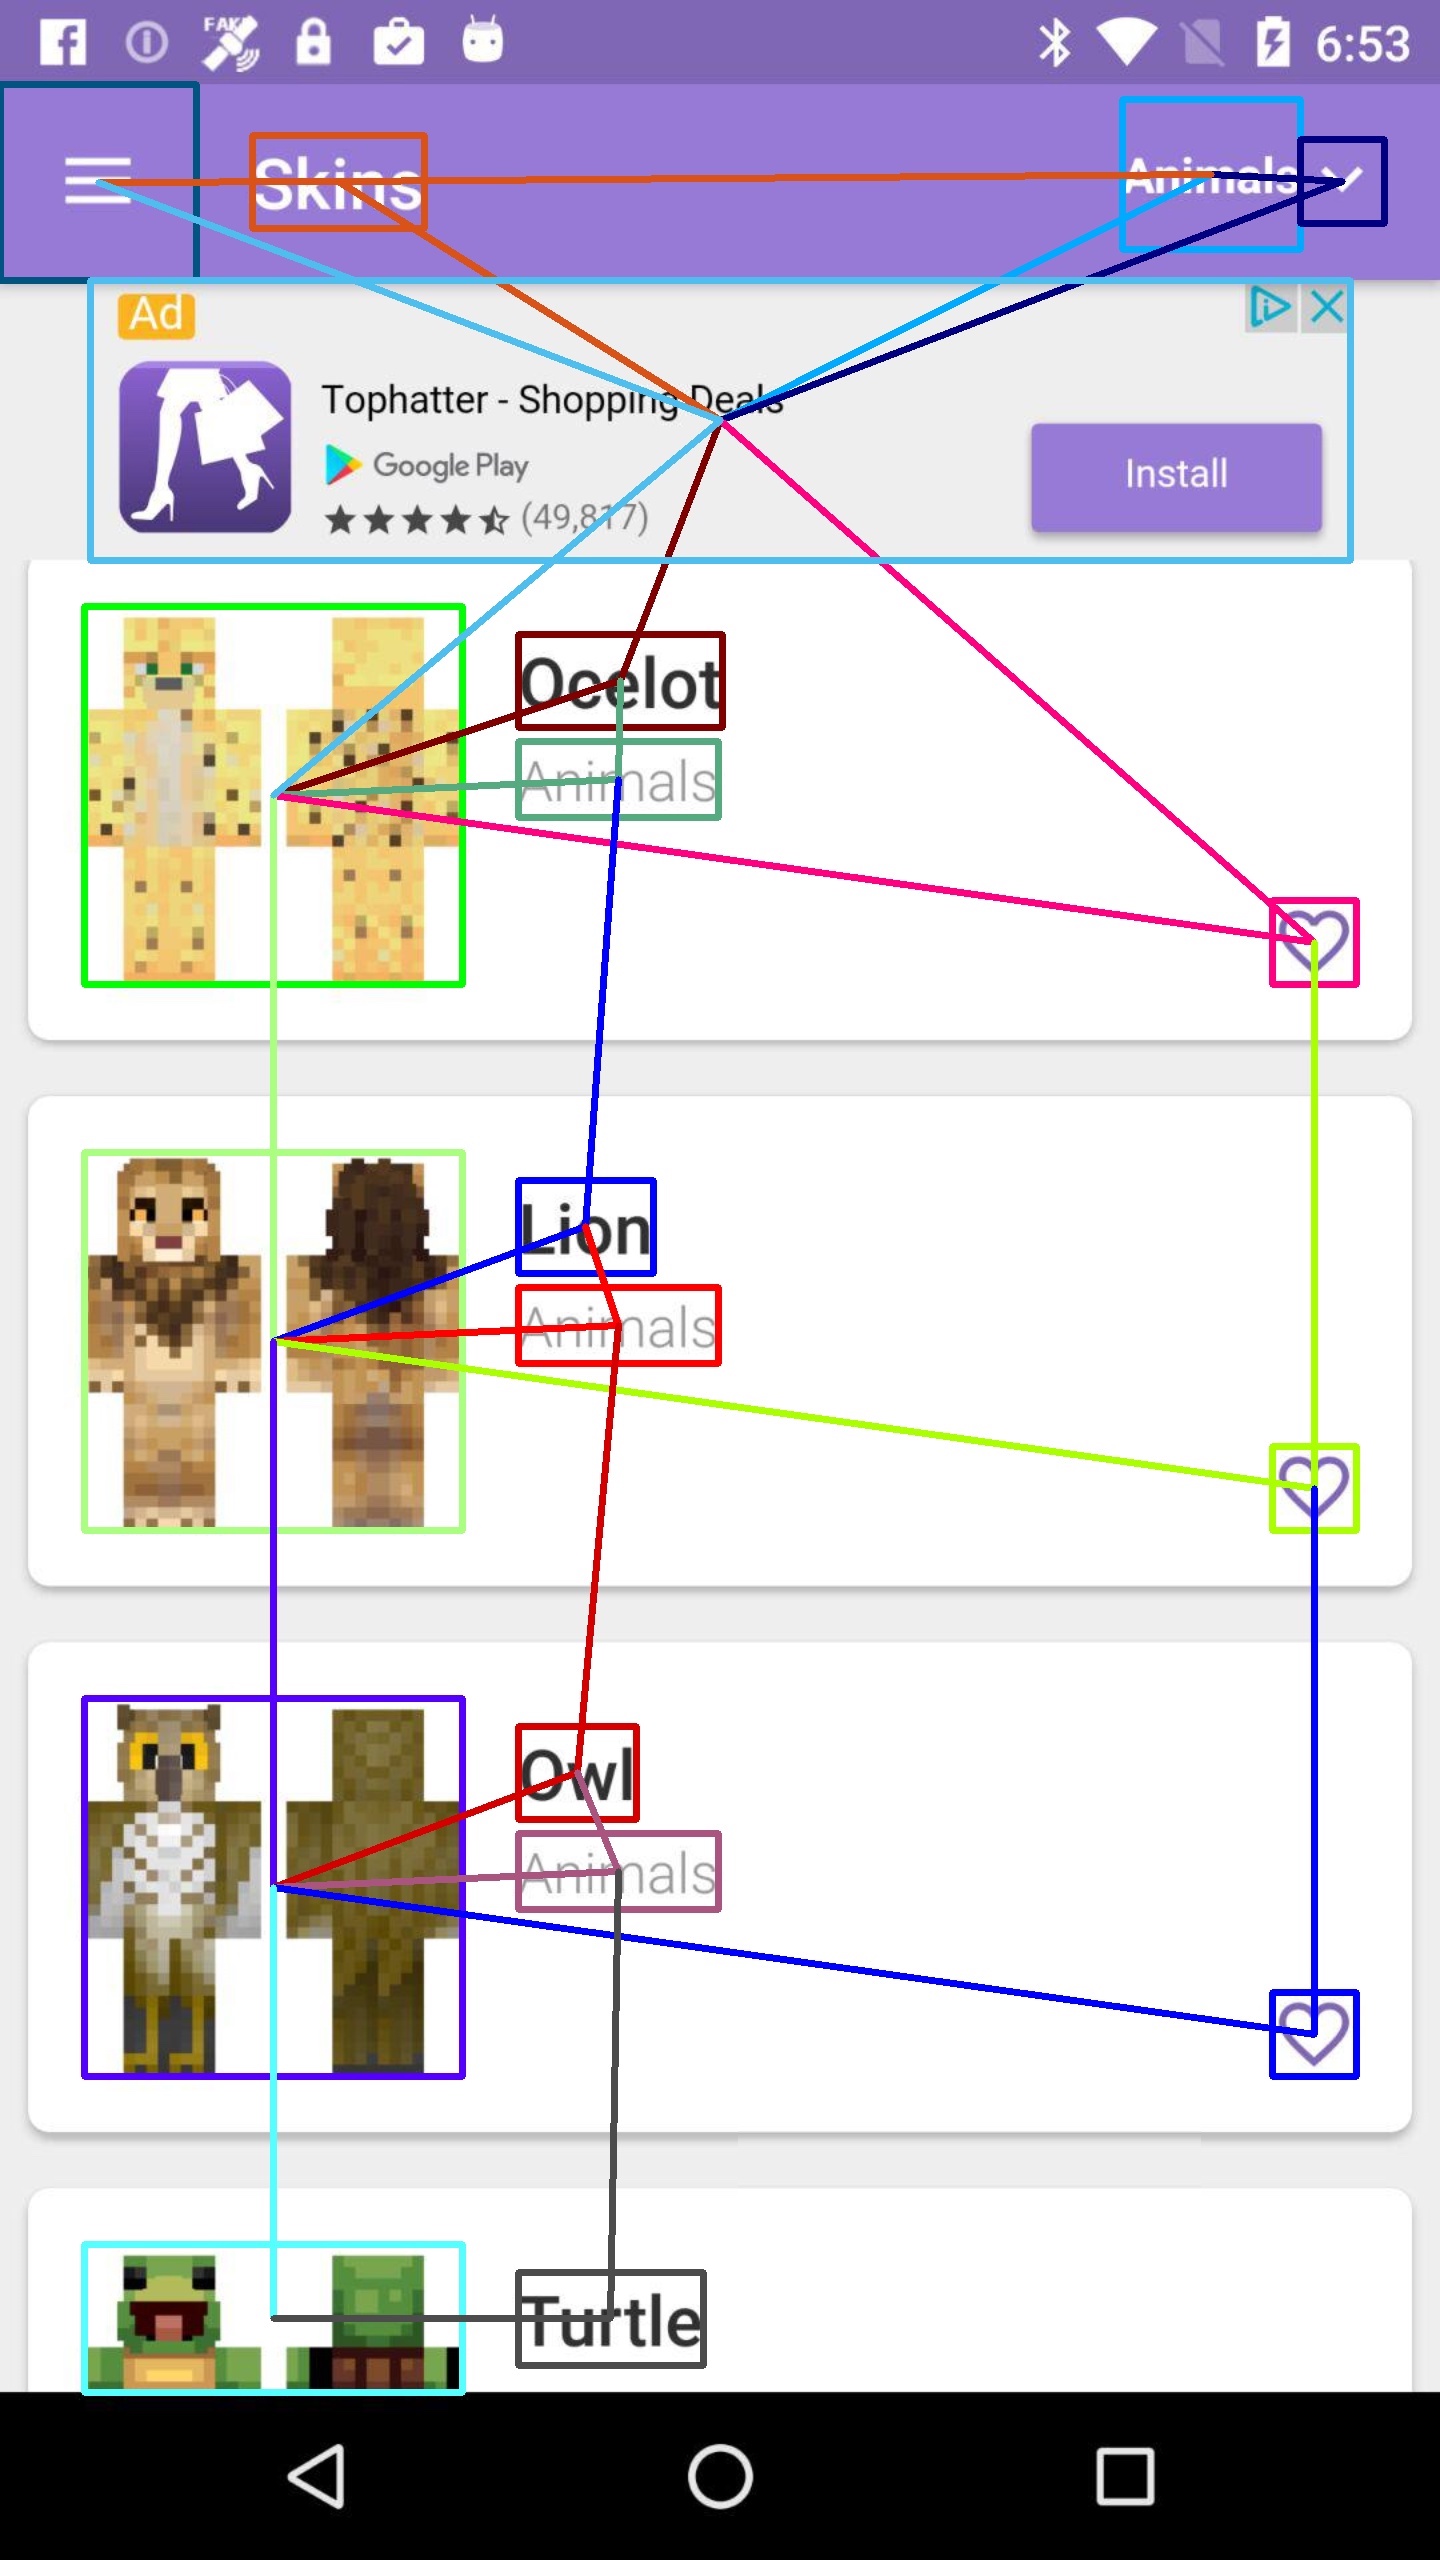 FAKE
6:53
Skins
Animals
Ad
Tophatter - Shopping Deals
Google Play
(49,817)
Install
Ocelot
Animals
Lion
Animals
Owl
Animals
Turtle